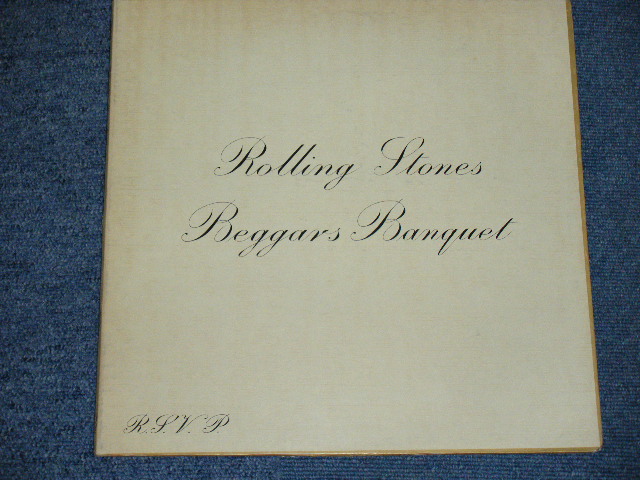 Rolling Stones
Beggars Banquet
R.S.V.P